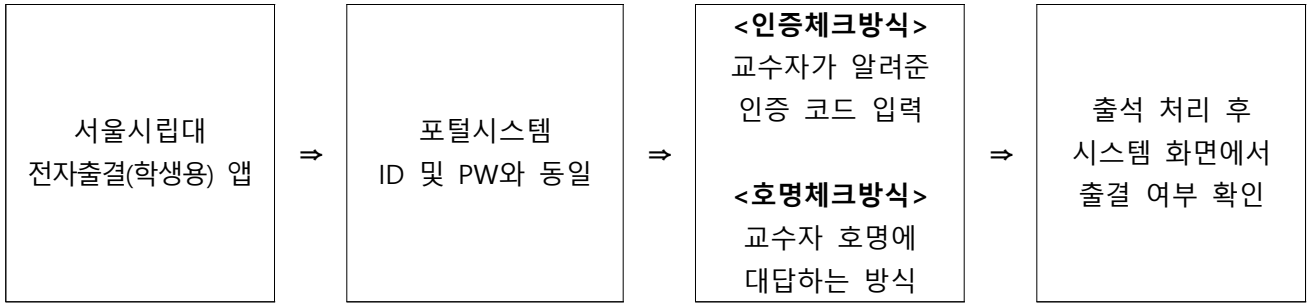 서울시립대
전자출결(학생용) 앱
⇒
포털시스템
ID 및 PW와 동일
⇒
<인증체크방식>
교수자가 알려준
인증 코드 입력
<호명체크방식>
교수자 호명에
대답하는 방식
⇒
출석 처리 후
시스템 화면에서
출결 여부 확인